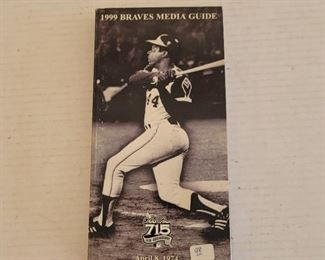 1999 BRAVES MEDIA GUIDE
44
715
April 8, 1974